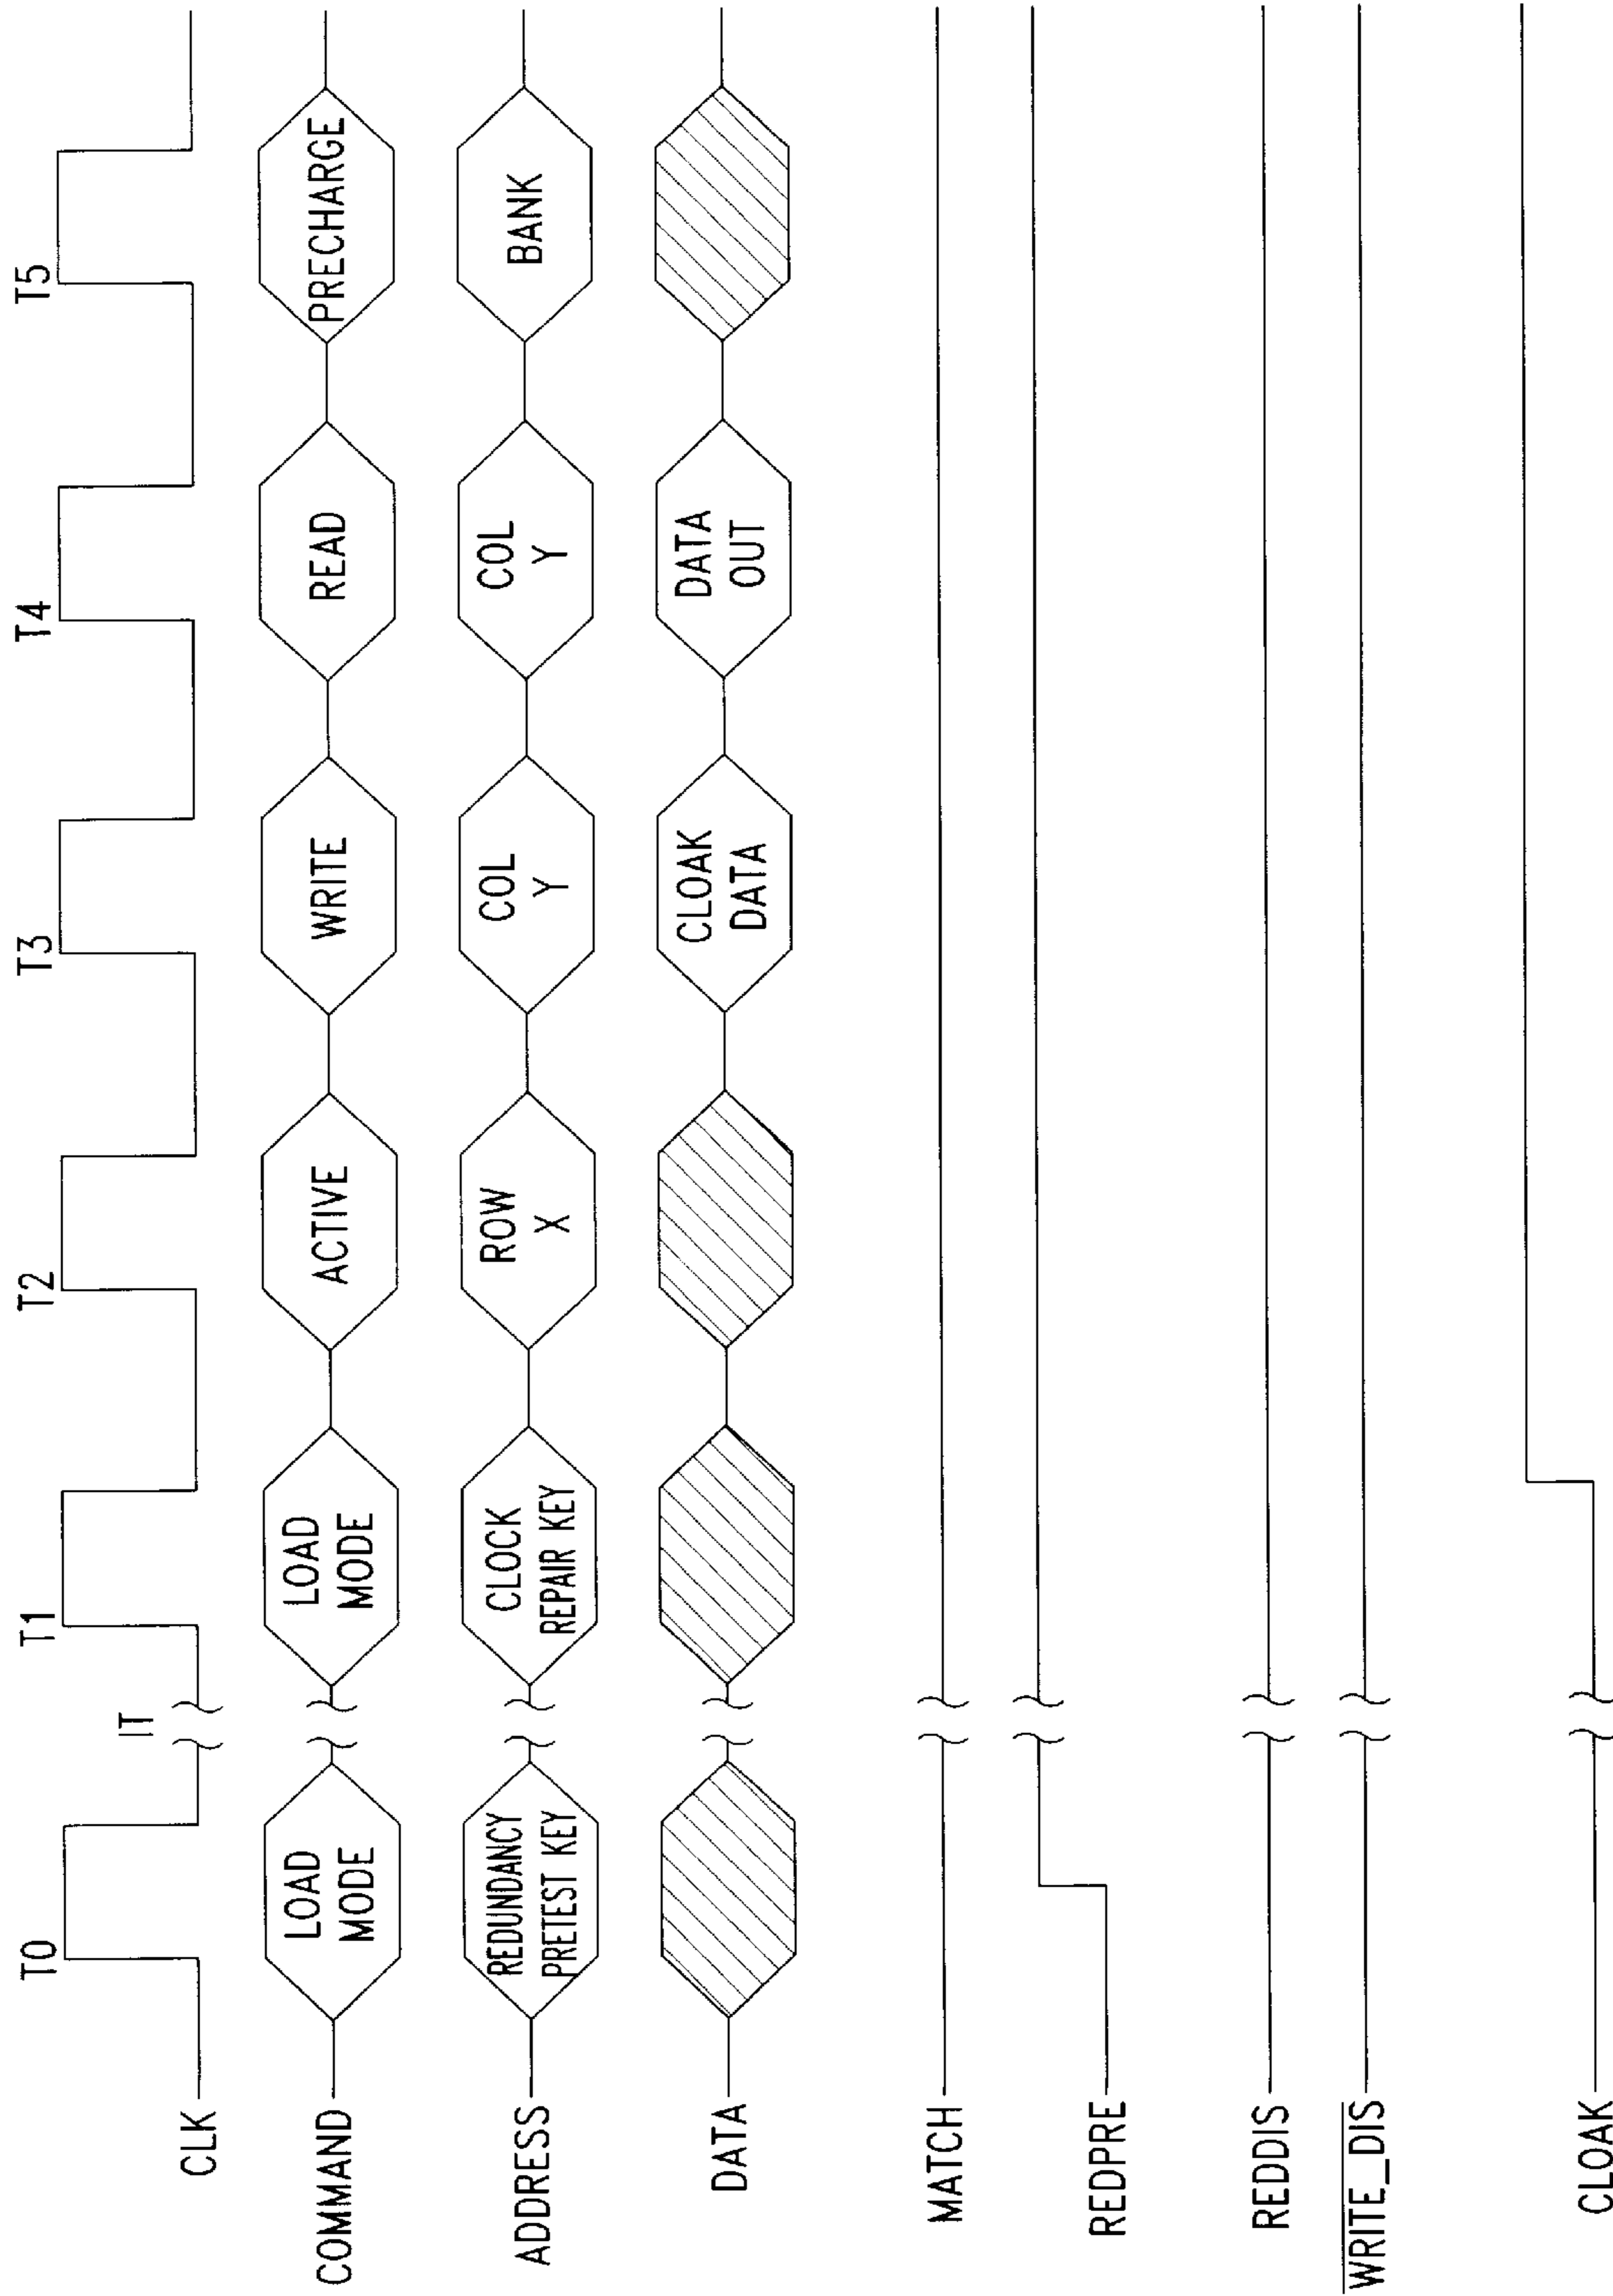 T0
IT
T1
T2
T3
T4
T5
CLK
COMMAND
LOAD
MODE
LOAD
MODE
ACTIVE
WRITE
READ
PRECHARGE
ADDRESS
REDUNDANCY
PRETEST KEY
CLOCK
REPAIR KEY
ROW
X
COL
Y
COL
Y
BANK
DATA
CLOAK
DATA
DATA
OUT
MATCH
REDPRE
REDDIS
WRITE_DIS
CLOAK